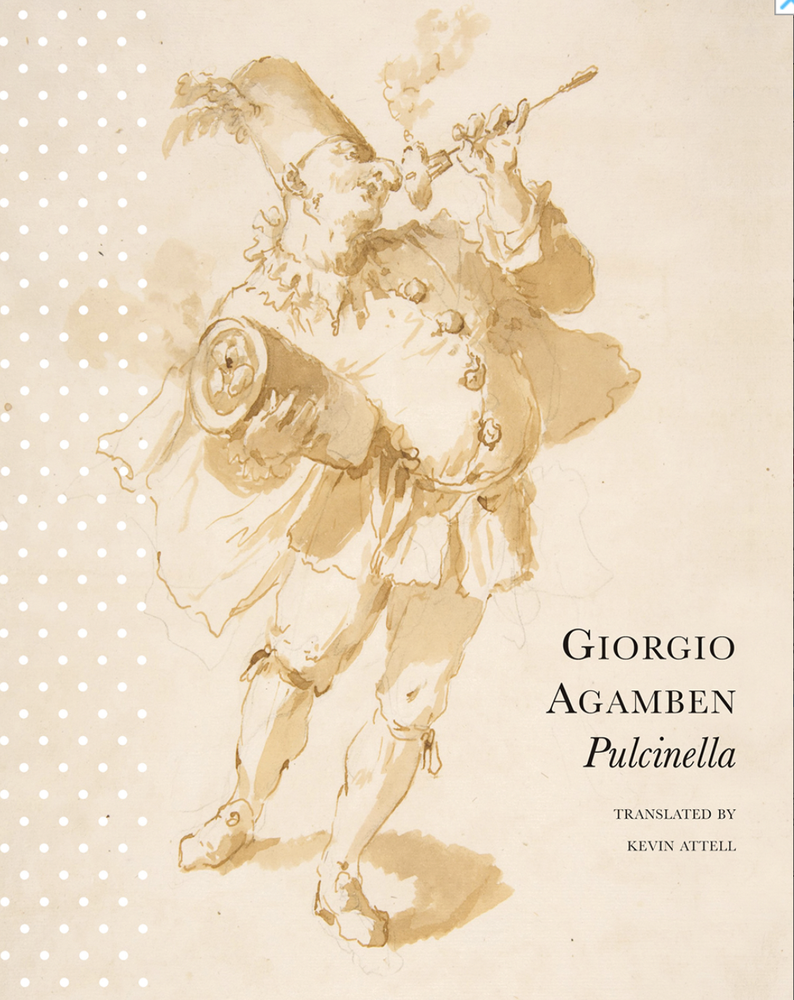 GIORGIO
AGAMBEN
Pulcinella
TRANSLATED BY
KEVIN ATTELL